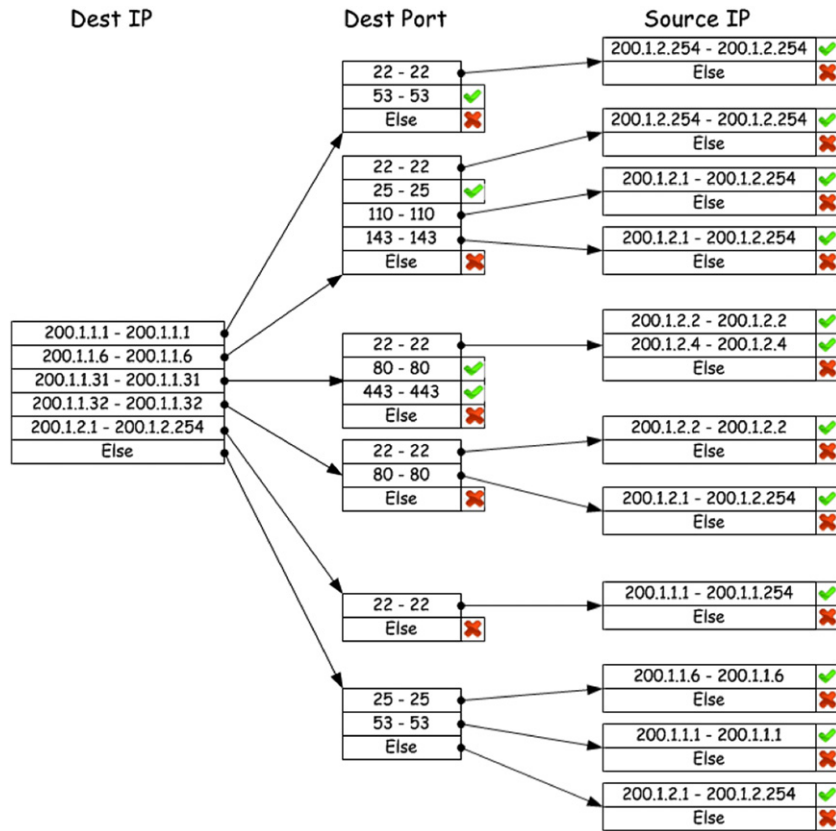 Dest IP
Dest Port
Source IP
200.1.1.1 - 200.1.1.1
200.1.1.6 - 200.1.1.6
200.1.1.31 - 200.1.1.31
200.1.1.32 - 200.1.1.32
200.1.2.1 - 200.1.2.254
Else
22 - 22
53 - 53
Else
22 - 22
25 - 25
110 - 110
143 - 143
Else
22 - 22
80 - 80
443 - 443
Else
22 - 22
80 - 80
Else
22 - 22
Else
25 - 25
53 - 53
Else
200.1.2.254 - 200.1.2.254
Else
200.1.2.254 - 200.1.2.254
Else
200.1.2.1 - 200.1.2.254
Else
200.1.2.1 - 200.1.2.254
Else
200.1.2.2 - 200.1.2.2
200.1.2.4 - 200.1.2.4
Else
200.1.2.2 - 200.1.2.2
Else
200.1.2.1 - 200.1.2.254
Else
200.1.1.1 - 200.1.1.254
Else
200.1.1.6 - 200.1.1.6
Else
200.1.1.1 - 200.1.1.1
Else
200.1.2.1 - 200.1.2.254
Else